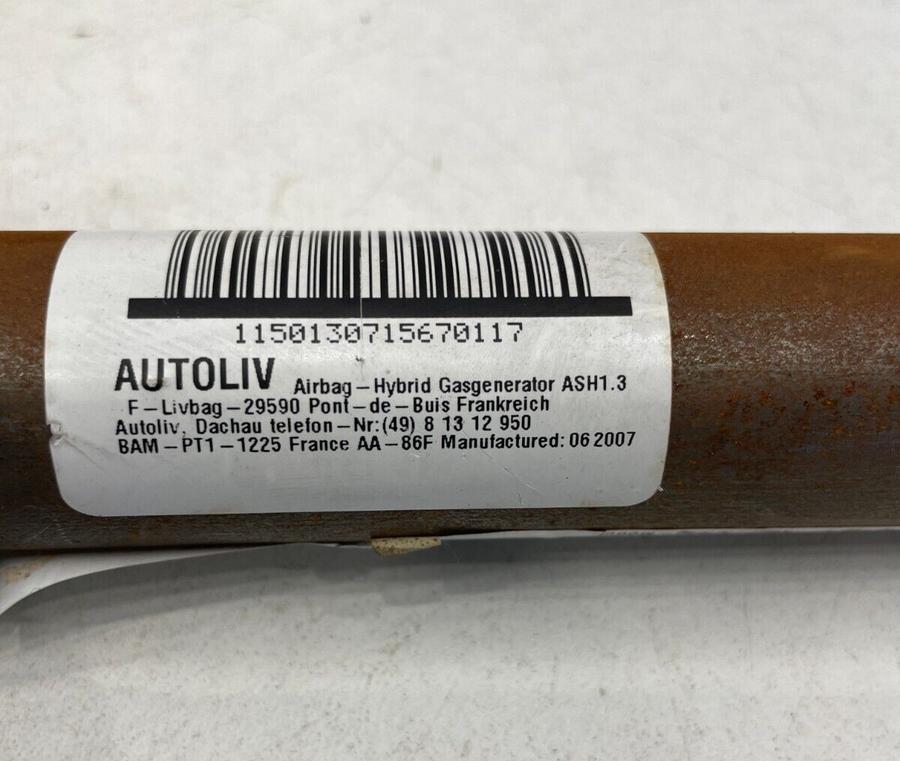 1150130715670117
AUTOLIV Airbag-Hybrid Gasgenerator ASH1.3
F-Livbag-29590 Pont-de-Buis Frankreich
Autoliv, Dachau telefon-Nr:(49) 8 13 12 950
BAM-PT1-1225 France AA-86F Manufactured: 06 2007